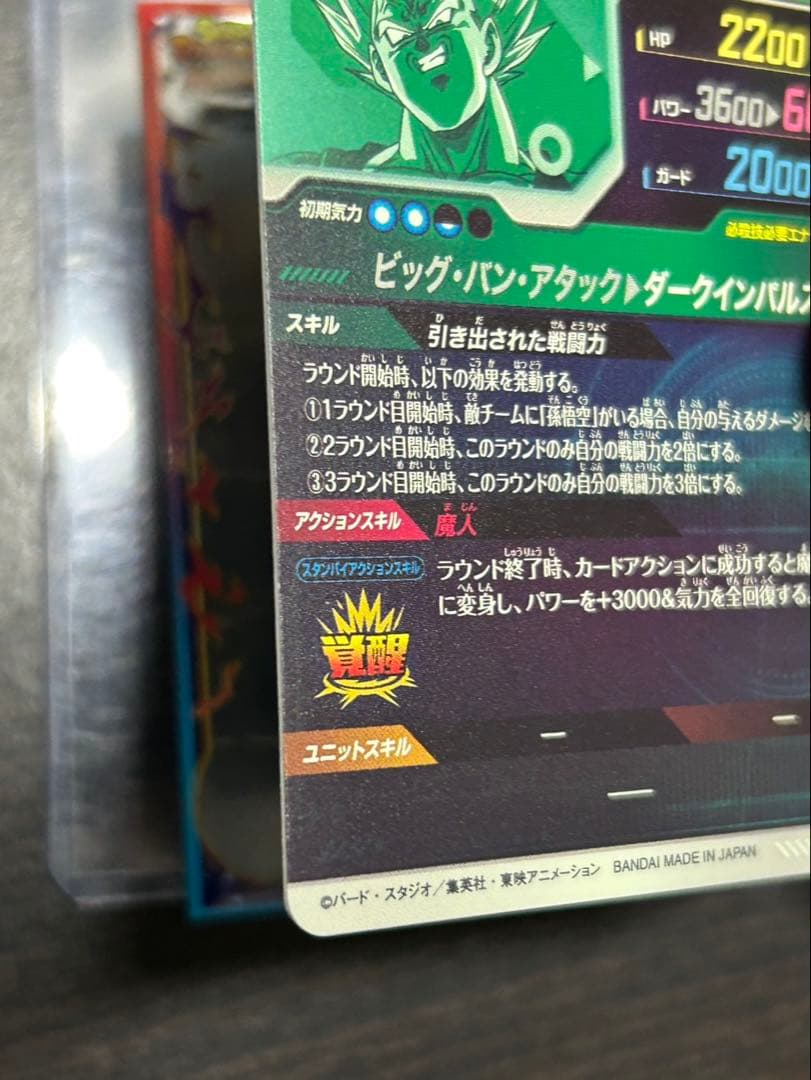 HP 2200
パワー 3600▶6
ガード 2000
初期気力
必殺技必要エナ
ビッグ・バン・アタック▶ダークインパルス
スキル 引き出された戦闘力
ラウンド開始時、以下の効果を発動する。
①1ラウンド目開始時、敵チームに「孫悟空」がいる場合、自分の与えるダメージ
②2ラウンド目開始時、このラウンドのみ自分の戦闘力を2倍にする。
③3ラウンド目開始時、このラウンドのみ自分の戦闘力を3倍にする。
アクションスキル 魔人
スタンバイアクションスキル ラウンド終了時、カードアクションに成功すると魔
に変身し、パワーを+3000&気力を全回復する。
覚醒
ユニットスキル ー ー
ー
©バード・スタジオ/集英社・東映アニメーション BANDAI MADE IN JAPAN